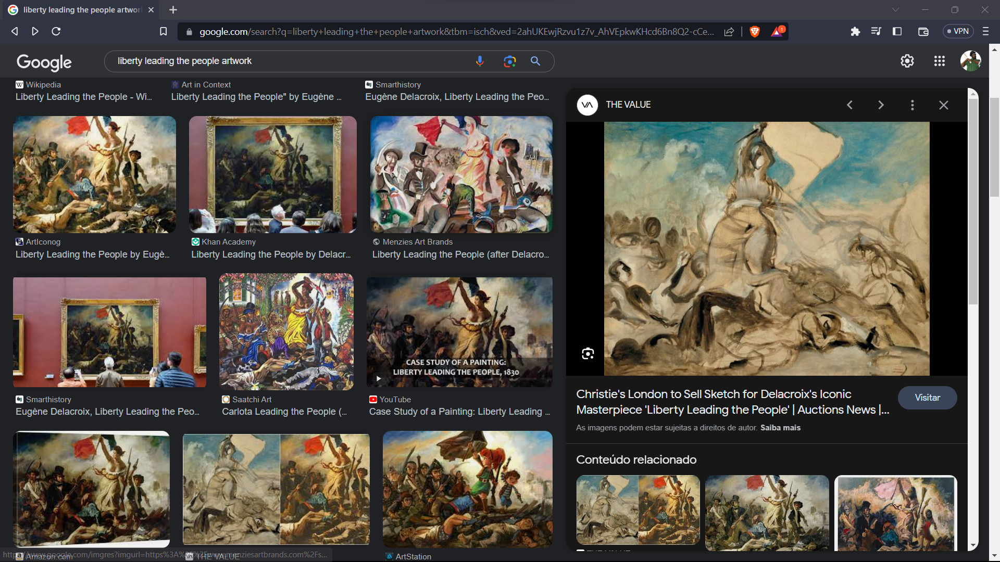 liberty leading the people artwor
google.com/search?q=liberty+leading+the+people+artwork&tbm=isch&ved=2ahUKEwjRzvu1z7v_AhVEpkwKHcd6Bn8Q2-cCe...
1
VPN
Google
liberty leading the people artwork
Wikipedia
Liberty Leading the People - Wi...
Art in Context
Liberty Leading the People" by Eugène ...
Smarthistory
Eugène Delacroix, Liberty Leading the Peo...
ArtIconog
Liberty Leading the People by Eugè...
Khan Academy
Liberty Leading the People by Delacr...
Menzies Art Brands
Liberty Leading the People (after Delacro...
CASE STUDY OF A PAINTING:
LIBERTY LEADING THE PEOPLE, 1830
Smarthistory
Eugène Delacroix, Liberty Leading the Peo...
Saatchi Art
Carlota Leading the People (...
YouTube
Case Study of a Painting: Liberty Leading ...
Amazon.com
THE VALUE
ArtStation
https://www.google.com/imgres?imgurl=https%3A%2F%2Fwww.menziesartbrands.com%2Fs...
THE VALUE
Christie's London to Sell Sketch for Delacroix's Iconic
Masterpiece 'Liberty Leading the People' | Auctions News |...
Visitar
As imagens podem estar sujeitas a direitos de autor. Saiba mais
Conteúdo relacionado
THE VALUE